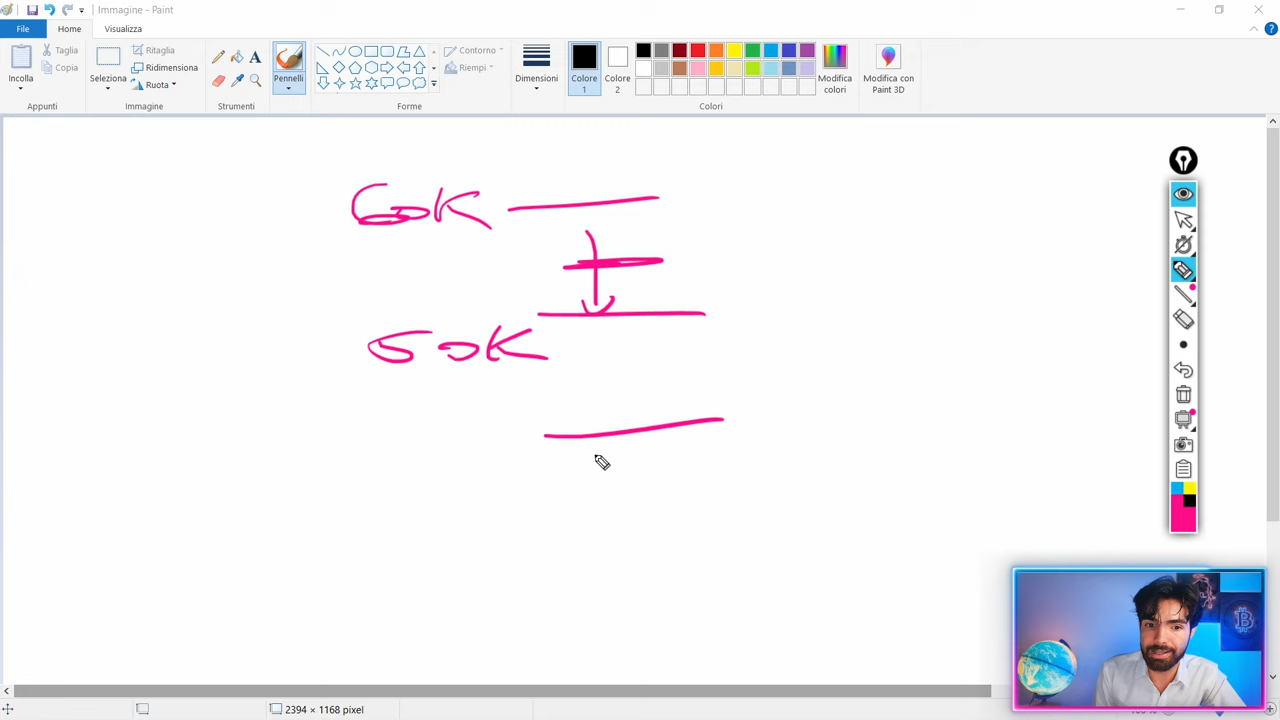 Immagine - Paint
File
Home
Visualizza
Incolla
Taglia
Copia
Appunti
Seleziona
Ritaglia
Ridimensiona
Ruota
Immagine
Strumenti
Pennelli
Forme
Contorno
Riempi
Dimensioni
Colore 1
Colore 2
Modifica colori
Colori
Modifica con Paint 3D
60K
50K
2394 × 1168 pixel